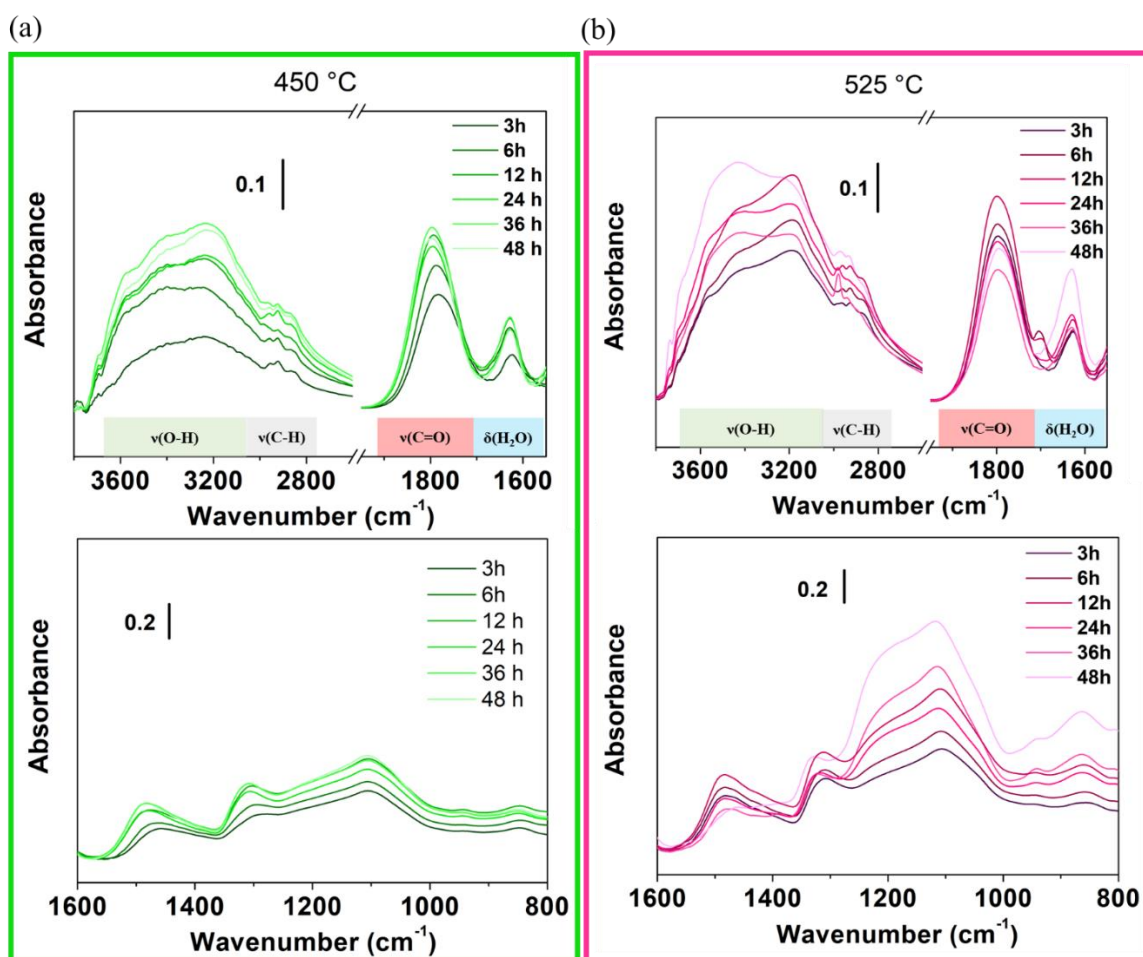 (a)
450 °C
3h
6h
12 h
24 h
36 h
48 h
0.1
Absorbance
ν(O-H) ν(C-H) ν(C=O) δ(H₂O)
3600 3200 2800 1800 1600
Wavenumber (cm⁻¹)
3h
6h
12 h
24 h
36 h
48 h
0.2
Absorbance
1600 1400 1200 1000 800
Wavenumber (cm⁻¹)
(b)
525 °C
3h
6h
12h
24h
36h
48h
0.1
Absorbance
ν(O-H) ν(C-H) ν(C=O) δ(H₂O)
3600 3200 2800 1800 1600
Wavenumber (cm⁻¹)
3h
6h
12h
24h
36h
48h
0.2
Absorbance
1600 1400 1200 1000 800
Wavenumber (cm⁻¹)